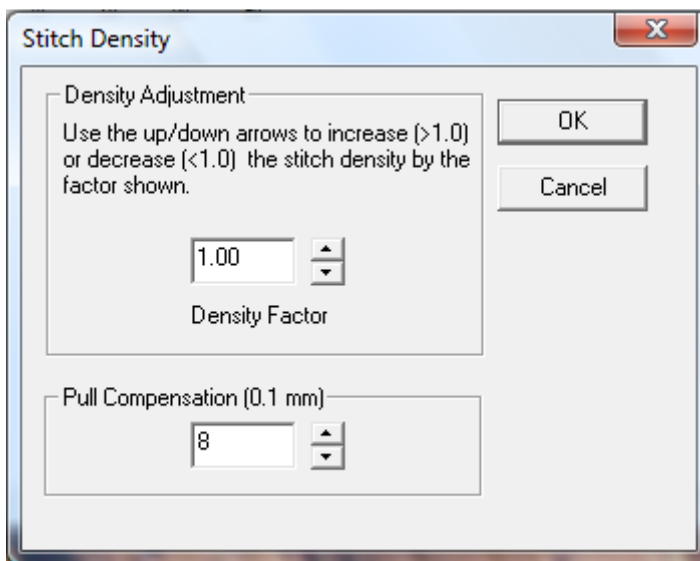 Stitch Density
Density Adjustment
Use the up/down arrows to increase (>1.0)
or decrease (<1.0) the stitch density by the
factor shown.
1.00
Density Factor
OK
Cancel
Pull Compensation (0.1 mm)
8